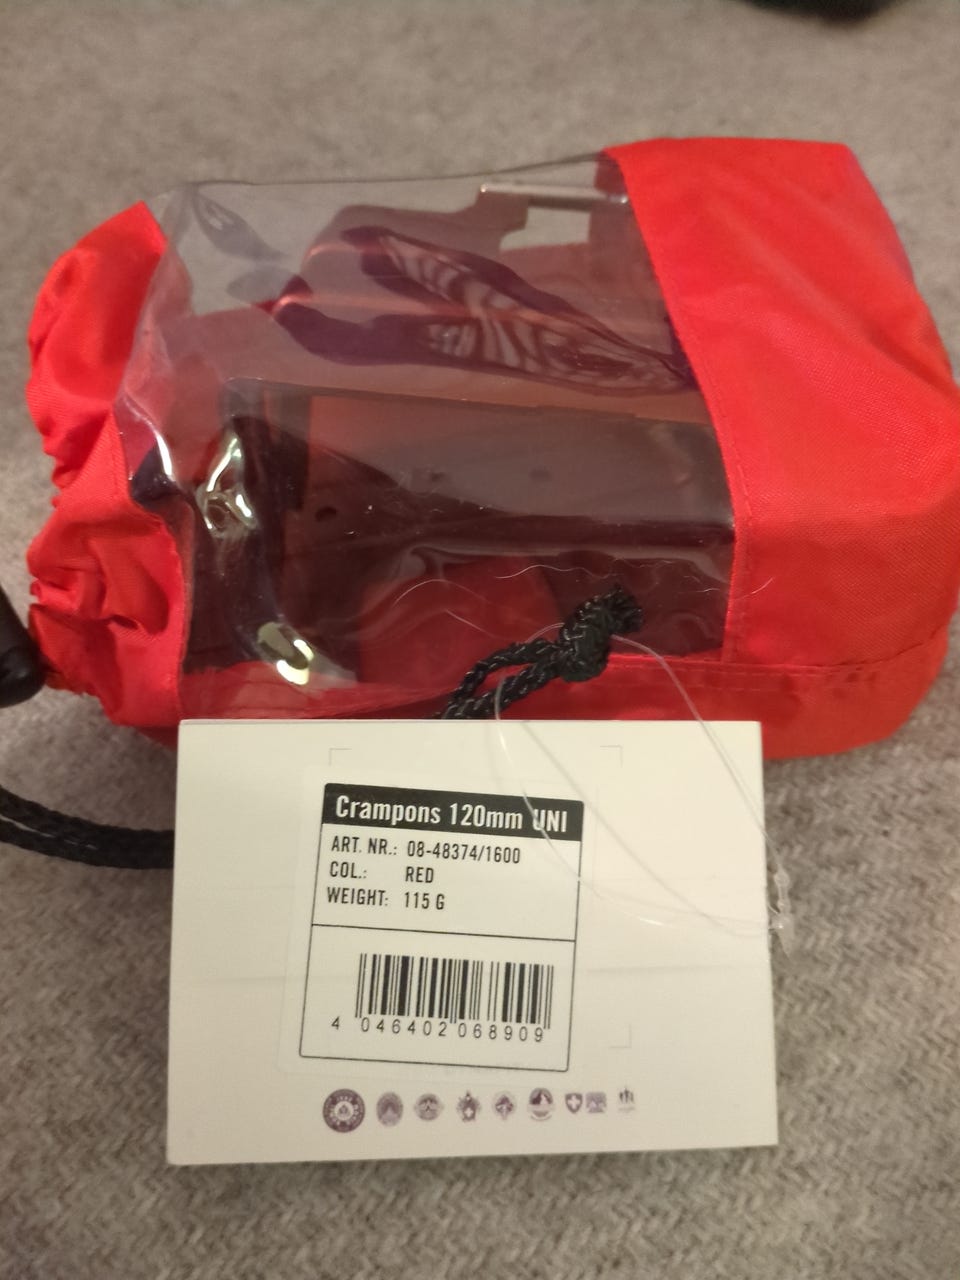 Crampons 120mm UNI
ART. NR.: 08-48374/1600
COL.: RED
WEIGHT: 115 G
4 046402 068909